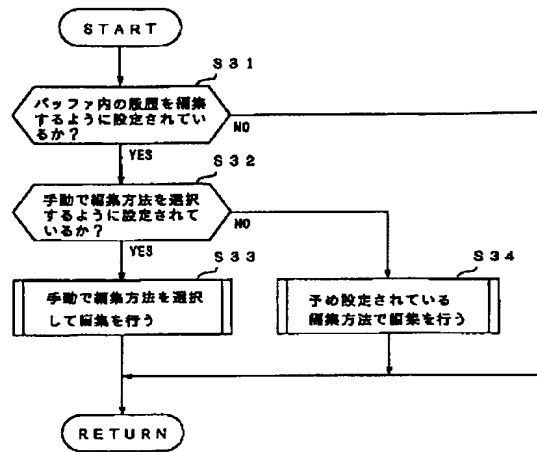 START
S31
バッファ内の履歴を編集
するように設定されてい
るか?
NO
YES
S32
手動で編集方法を選択
するように設定されて
いるか?
NO
YES
S33
手動で編集方法を選択
して編集を行う
S34
予め設定されている
編集方法で編集を行う
RETURN